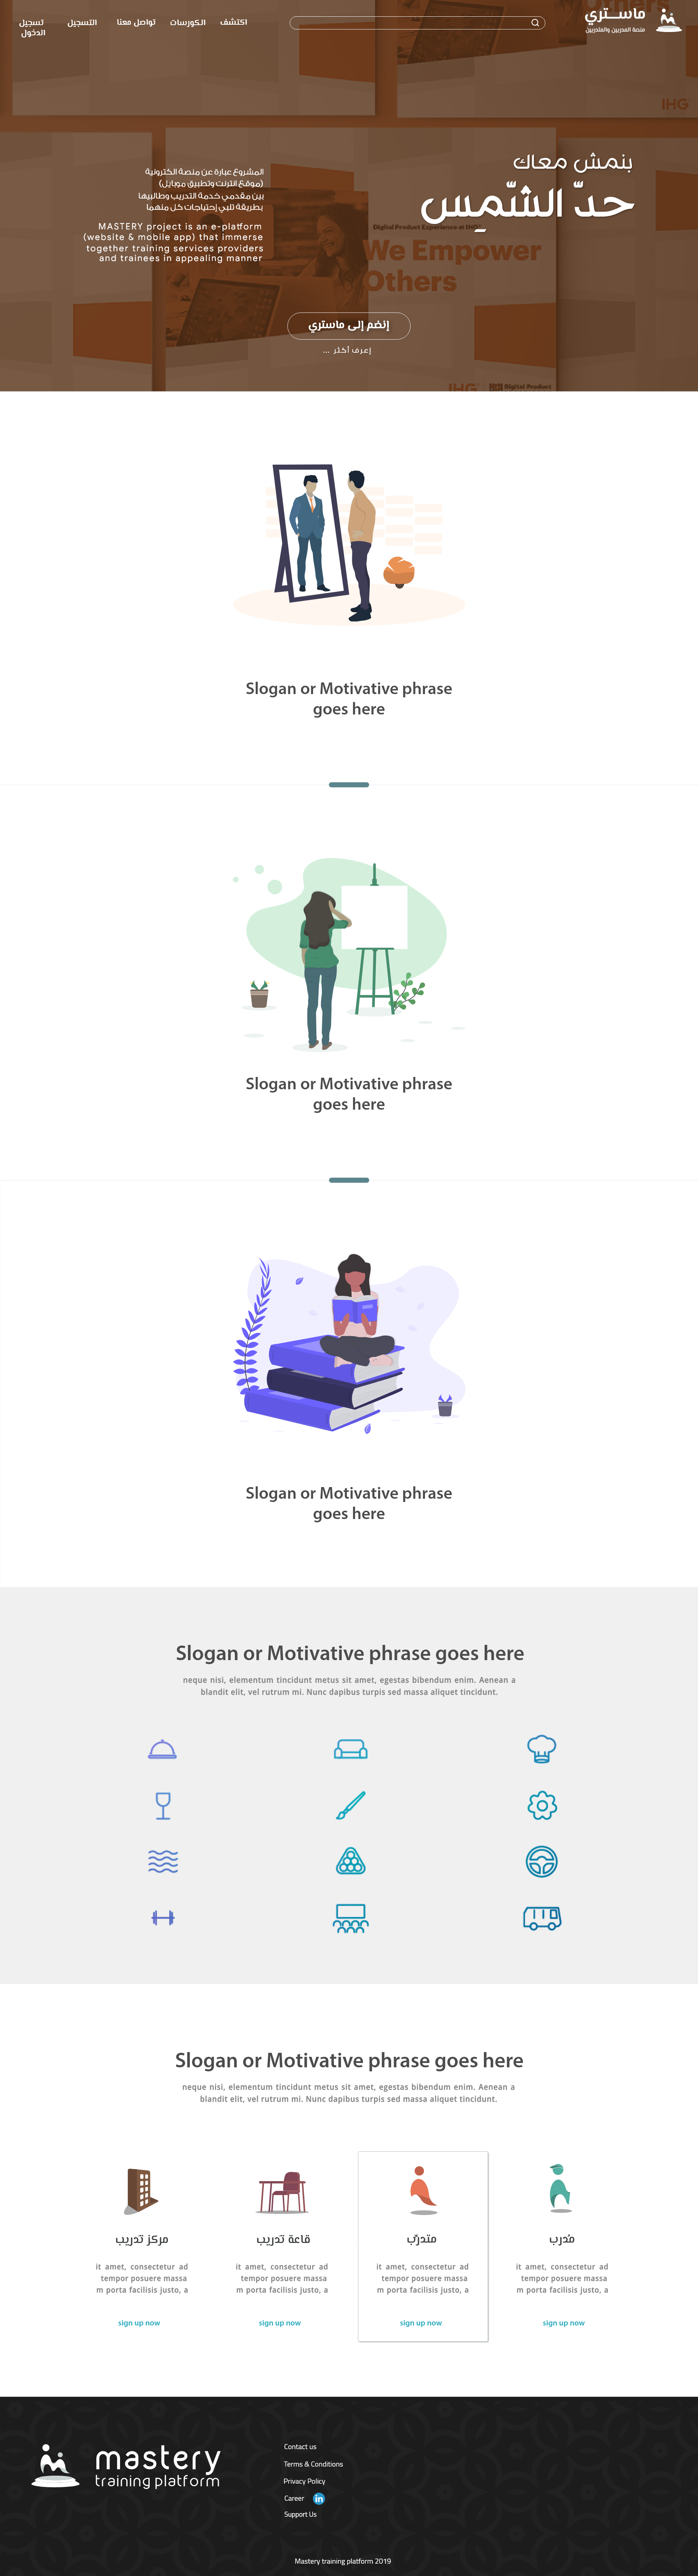 ماســتري
منصة المدربين والمتدربين
اكتشف
الكورسات
تواصل معنا
التسجيل
تسجيل
الدخول
IHG
بنمش معاك
حدّ الشّمس
المشروع عبارة عن منصة الكترونية
(موقع انترنت وتطبيق موبايل)
بين مقدمي خدمة التدريب وطالبيها
بطريقة تلبي إحتياجات كل منهما
MASTERY project is an e-platform
(website & mobile app) that immerse
together training services providers
and trainees in appealing manner
Digital Product Experience at IHG
We Empower
Others
إنضم إلى ماستري
إعرف أكثر ...
IHG
Digital Product
Slogan or Motivative phrase
goes here
Slogan or Motivative phrase
goes here
Slogan or Motivative phrase
goes here
Slogan or Motivative phrase goes here
neque nisi, elementum tincidunt metus sit amet, egestas bibendum enim. Aenean a
blandit elit, vel rutrum mi. Nunc dapibus turpis sed massa aliquet tincidunt.
Slogan or Motivative phrase goes here
neque nisi, elementum tincidunt metus sit amet, egestas bibendum enim. Aenean a
blandit elit, vel rutrum mi. Nunc dapibus turpis sed massa aliquet tincidunt.
مُدرب
it amet, consectetur ad
tempor posuere massa
m porta facilisis justo, a
sign up now
متدرّب
it amet, consectetur ad
tempor posuere massa
m porta facilisis justo, a
sign up now
قاعة تدريب
it amet, consectetur ad
tempor posuere massa
m porta facilisis justo, a
sign up now
مركز تدريب
it amet, consectetur ad
tempor posuere massa
m porta facilisis justo, a
sign up now
mastery
training platform
Contact us
Terms & Conditions
Privacy Policy
Career in
Support Us
Mastery training platform 2019